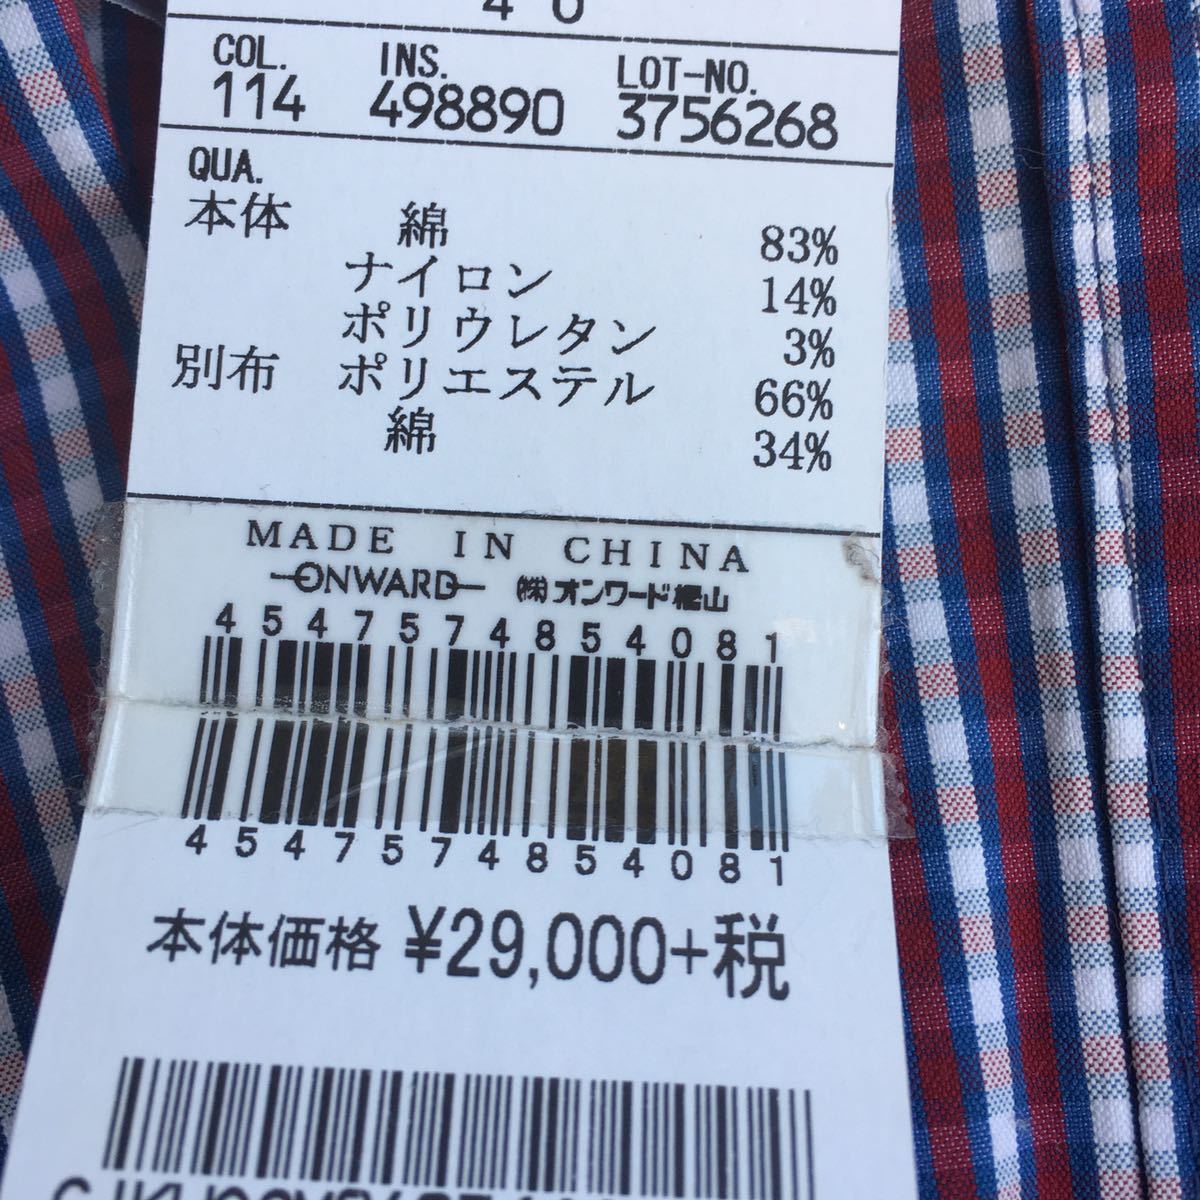 40
COL. INS. LOT-NO.
114 498890 3756268
QUA.
本体 綿 83%
ナイロン 14%
ポリウレタン 3%
別布 ポリエステル 66%
綿 34%
MADE IN CHINA
ONWARD ㈱オンワード樫山
4547574854081
4547574854081
本体価格 ¥29,000+税